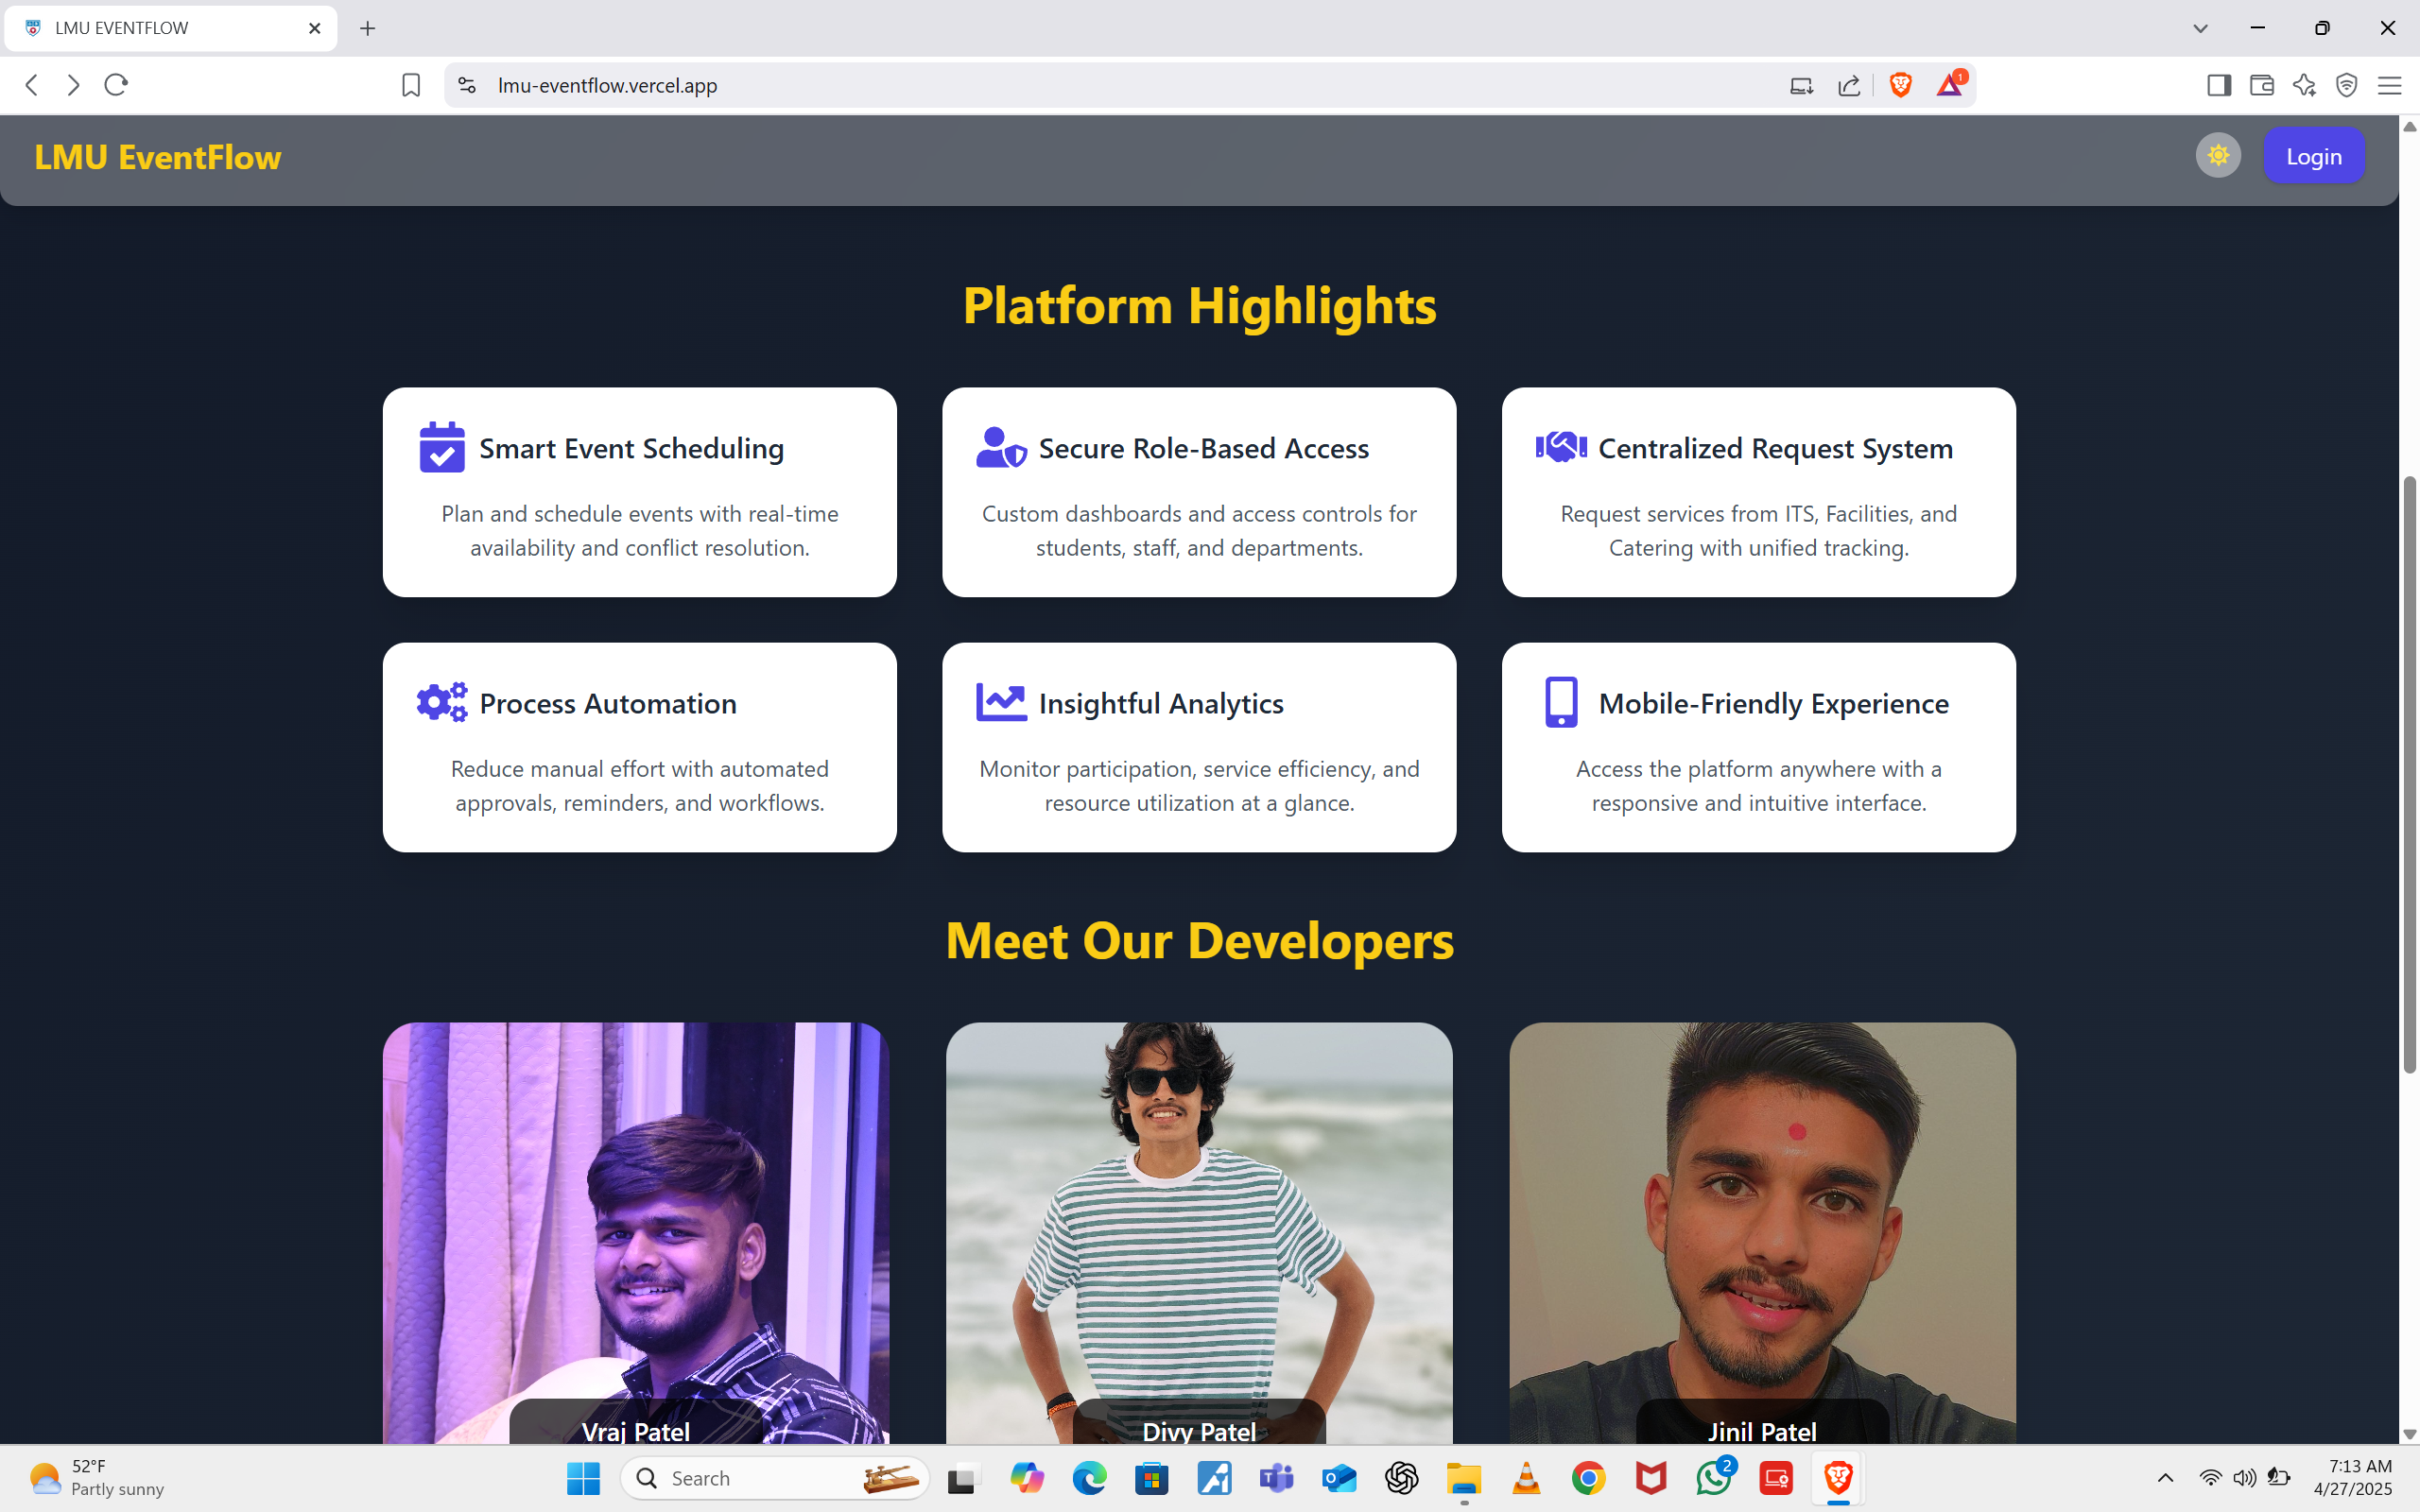 LMU EVENTFLOW
lmu-eventflow.vercel.app
1
LMU EventFlow
Login
Platform Highlights
Smart Event Scheduling
Plan and schedule events with real-time
availability and conflict resolution.
Secure Role-Based Access
Custom dashboards and access controls for
students, staff, and departments.
Centralized Request System
Request services from ITS, Facilities, and
Catering with unified tracking.
Process Automation
Reduce manual effort with automated
approvals, reminders, and workflows.
Insightful Analytics
Monitor participation, service efficiency, and
resource utilization at a glance.
Mobile-Friendly Experience
Access the platform anywhere with a
responsive and intuitive interface.
Meet Our Developers
Vraj Patel
Divy Patel
Jinil Patel
52°F
Partly sunny
Search
2
7:13 AM
4/27/2025